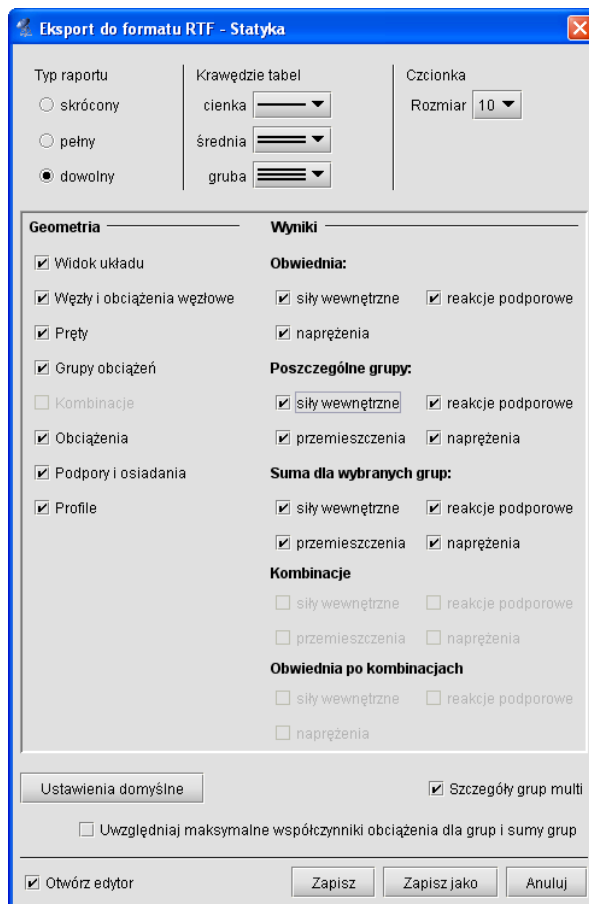 Eksport do formatu RTF - Statyka
Typ raportu
Krawędzie tabel
Czcionka
skrócony
cienka
Rozmiar 10
pełny
średnia
dowolny
gruba
Geometria
Wyniki
Widok układu
Obwiednia:
Węzły i obciążenia węzłowe
siły wewnętrzne
reakcje podporowe
Pręty
naprężenia
Grupy obciążeń
Poszczególne grupy:
Kombinacje
siły wewnętrzne
reakcje podporowe
Obciążenia
przemieszczenia
naprężenia
Podpory i osiadania
Suma dla wybranych grup:
Profile
siły wewnętrzne
reakcje podporowe
przemieszczenia
naprężenia
Kombinacje
siły wewnętrzne
reakcje podporowe
przemieszczenia
naprężenia
Obwiednia po kombinacjach
siły wewnętrzne
reakcje podporowe
naprężenia
Ustawienia domyślne
Szczegóły grup multi
Uwzględniaj maksymalne współczynniki obciążenia dla grup i sumy grup
Otwórz edytor
Zapisz
Zapisz jako
Anuluj